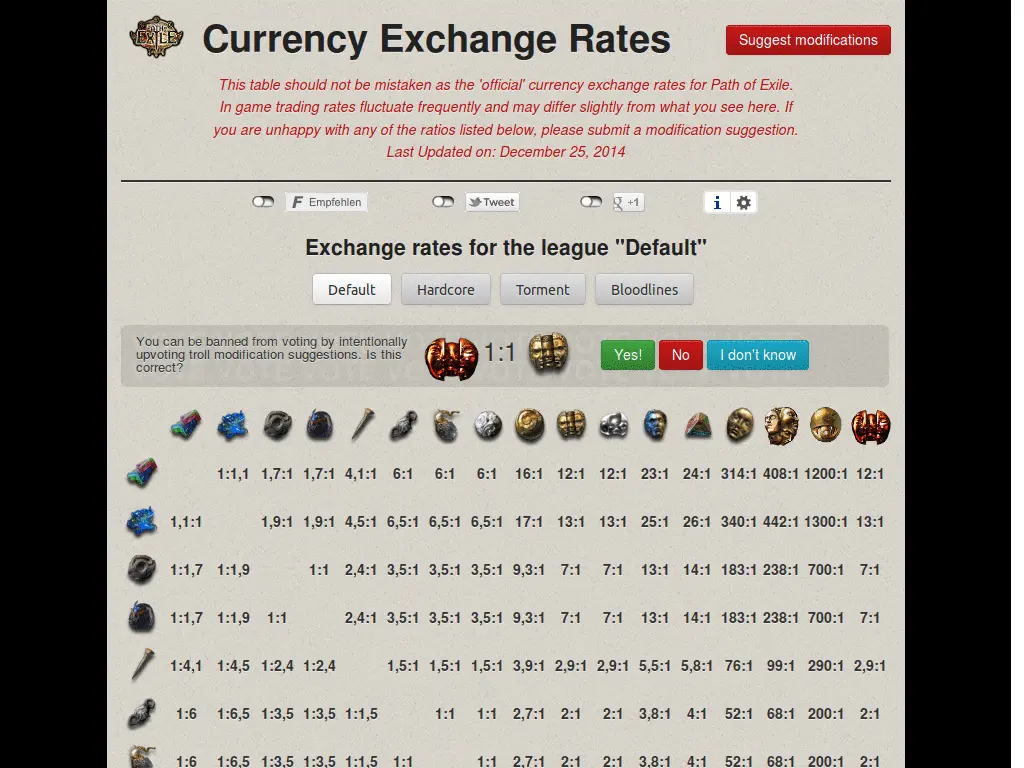 PATH OF
EXILE
Currency Exchange Rates
Suggest modifications
This table should not be mistaken as the 'official' currency exchange rates for Path of Exile.
In game trading rates fluctuate frequently and may differ slightly from what you see here. If
you are unhappy with any of the ratios listed below, please submit a modification suggestion.
Last Updated on: December 25, 2014
F Empfehlen Tweet g +1 i
Exchange rates for the league "Default"
Default Hardcore Torment Bloodlines
You can be banned from voting by intentionally
upvoting troll modification suggestions. Is this
correct?
1:1
Yes! No I don't know
1:1,1 1,7:1 1,7:1 4,1:1 6:1 6:1 6:1 16:1 12:1 12:1 23:1 24:1 314:1 408:1 1200:1 12:1
1,1:1 1,9:1 1,9:1 4,5:1 6,5:1 6,5:1 6,5:1 17:1 13:1 13:1 25:1 26:1 340:1 442:1 1300:1 13:1
1:1,7 1:1,9 1:1 2,4:1 3,5:1 3,5:1 3,5:1 9,3:1 7:1 7:1 13:1 14:1 183:1 238:1 700:1 7:1
1:1,7 1:1,9 1:1 2,4:1 3,5:1 3,5:1 3,5:1 9,3:1 7:1 7:1 13:1 14:1 183:1 238:1 700:1 7:1
1:4,1 1:4,5 1:2,4 1:2,4 1,5:1 1,5:1 1,5:1 3,9:1 2,9:1 2,9:1 5,5:1 5,8:1 76:1 99:1 290:1 2,9:1
1:6 1:6,5 1:3,5 1:3,5 1:1,5 1:1 1:1 2,7:1 2:1 2:1 3,8:1 4:1 52:1 68:1 200:1 2:1
1:6 1:6,5 1:3,5 1:3,5 1:1,5 1:1 1:1 2,7:1 2:1 2:1 3,8:1 4:1 52:1 68:1 200:1 2:1